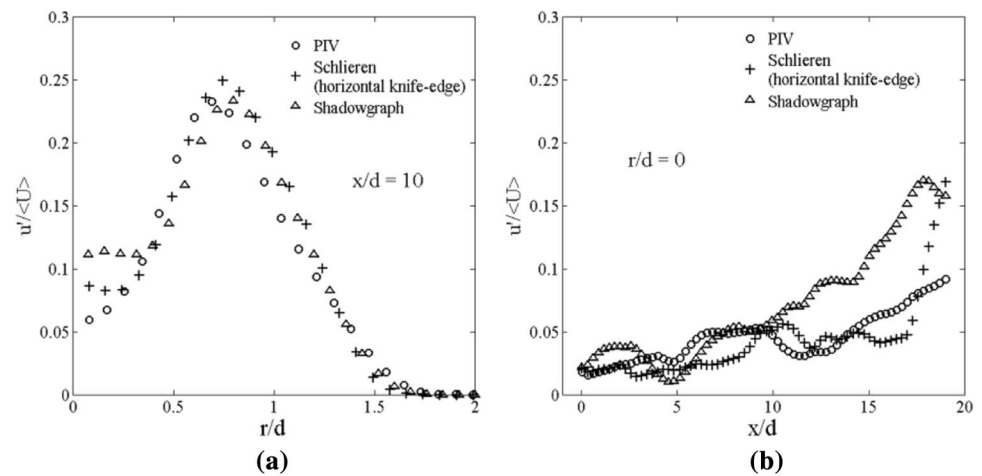 0.3
0.25
0.2
0.15
0.1
0.05
0
u'/<U>
PIV
Schlieren
(horizontal knife-edge)
Shadowgraph
x/d = 10
0
0.5
1
1.5
2
r/d
(a)
0.3
0.25
0.2
0.15
0.1
0.05
0
u'/<U>
PIV
Schlieren
(horizontal knife-edge)
Shadowgraph
r/d = 0
0
5
10
15
20
x/d
(b)